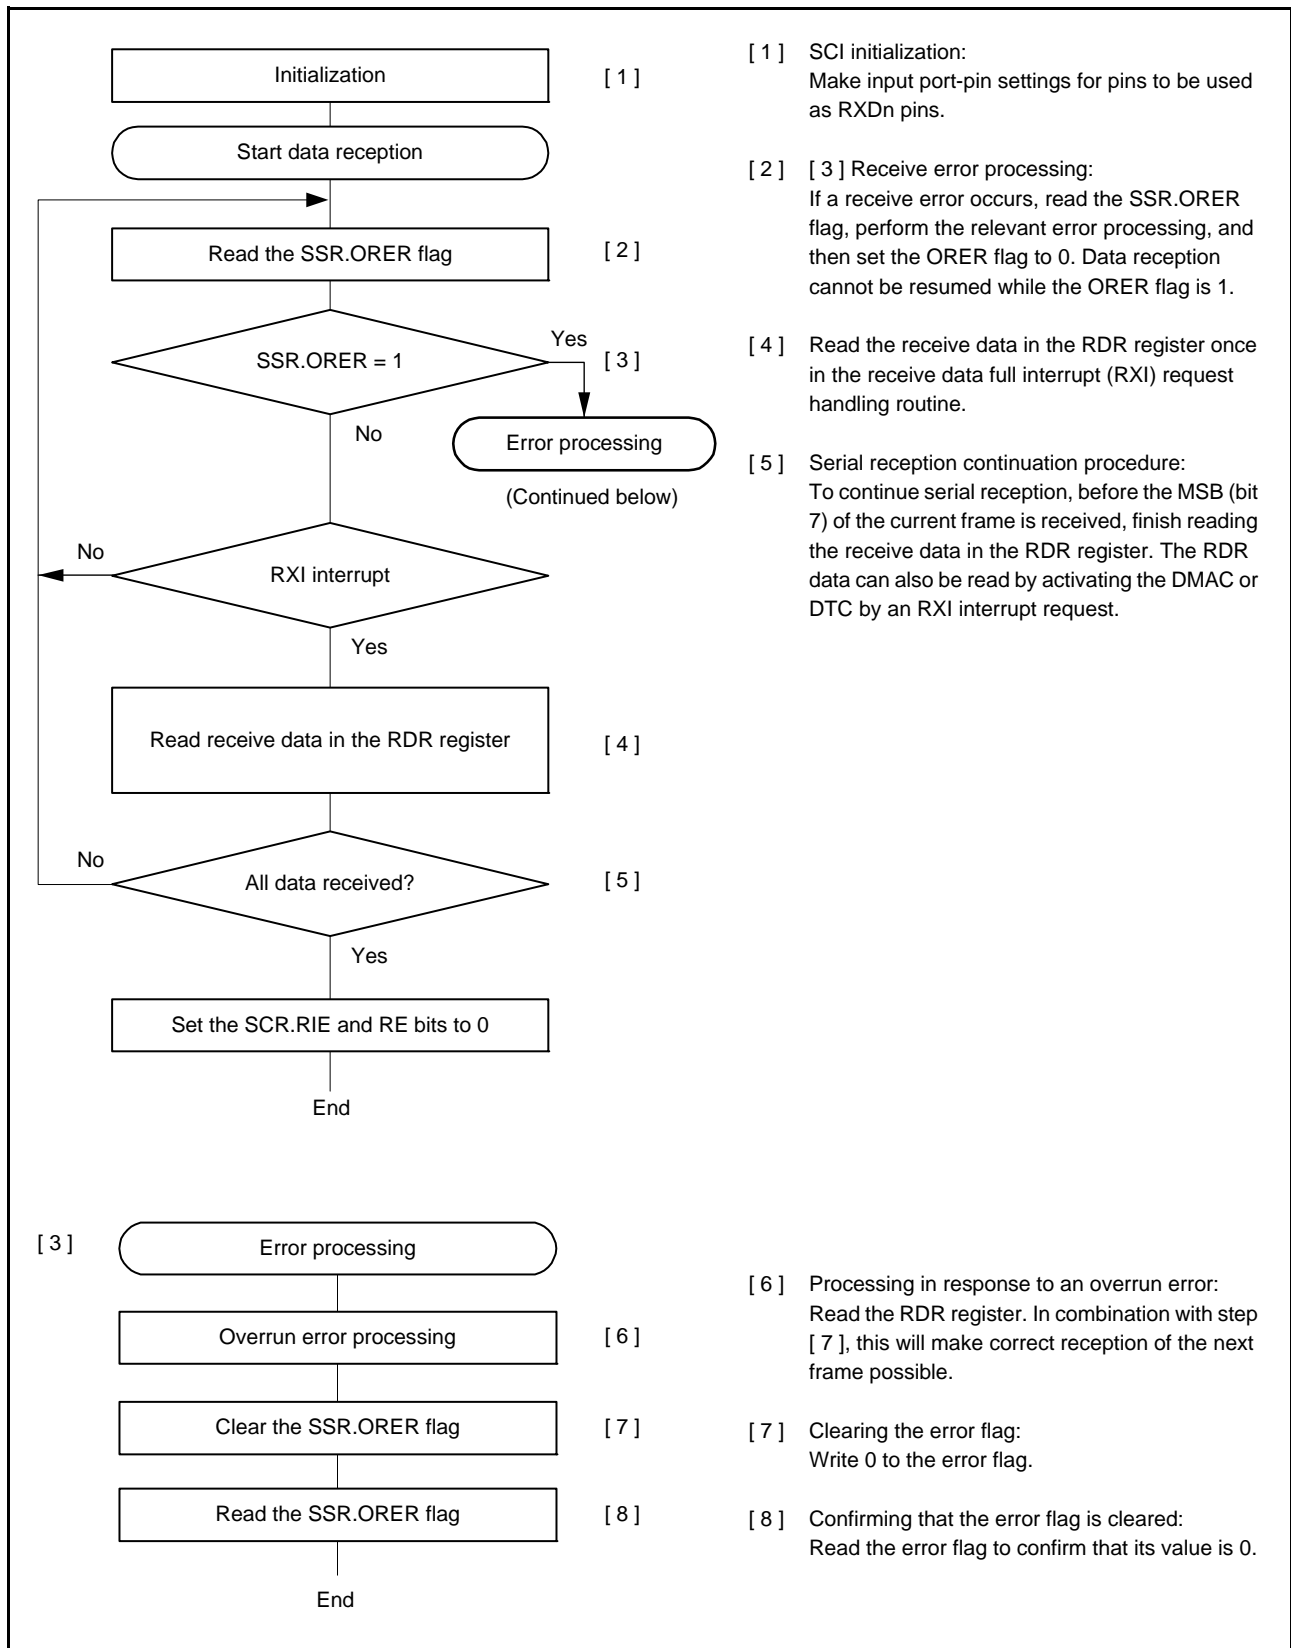 Initialization
[ 1 ]
Start data reception
Read the SSR.ORER flag
[ 2 ]
SSR.ORER = 1
Yes
[ 3 ]
No
Error processing
(Continued below)
No
RXI interrupt
Yes
Read receive data in the RDR register
[ 4 ]
No
All data received?
[ 5 ]
Yes
Set the SCR.RIE and RE bits to 0
End
[ 1 ] SCI initialization:
Make input port-pin settings for pins to be used
as RXDn pins.
[ 2 ] [ 3 ] Receive error processing:
If a receive error occurs, read the SSR.ORER
flag, perform the relevant error processing, and
then set the ORER flag to 0. Data reception
cannot be resumed while the ORER flag is 1.
[ 4 ] Read the receive data in the RDR register once
in the receive data full interrupt (RXI) request
handling routine.
[ 5 ] Serial reception continuation procedure:
To continue serial reception, before the MSB (bit
7) of the current frame is received, finish reading
the receive data in the RDR register. The RDR
data can also be read by activating the DMAC or
DTC by an RXI interrupt request.
[ 3 ]
Error processing
Overrun error processing
[ 6 ]
Clear the SSR.ORER flag
[ 7 ]
Read the SSR.ORER flag
[ 8 ]
End
[ 6 ] Processing in response to an overrun error:
Read the RDR register. In combination with step
[ 7 ], this will make correct reception of the next
frame possible.
[ 7 ] Clearing the error flag:
Write 0 to the error flag.
[ 8 ] Confirming that the error flag is cleared:
Read the error flag to confirm that its value is 0.